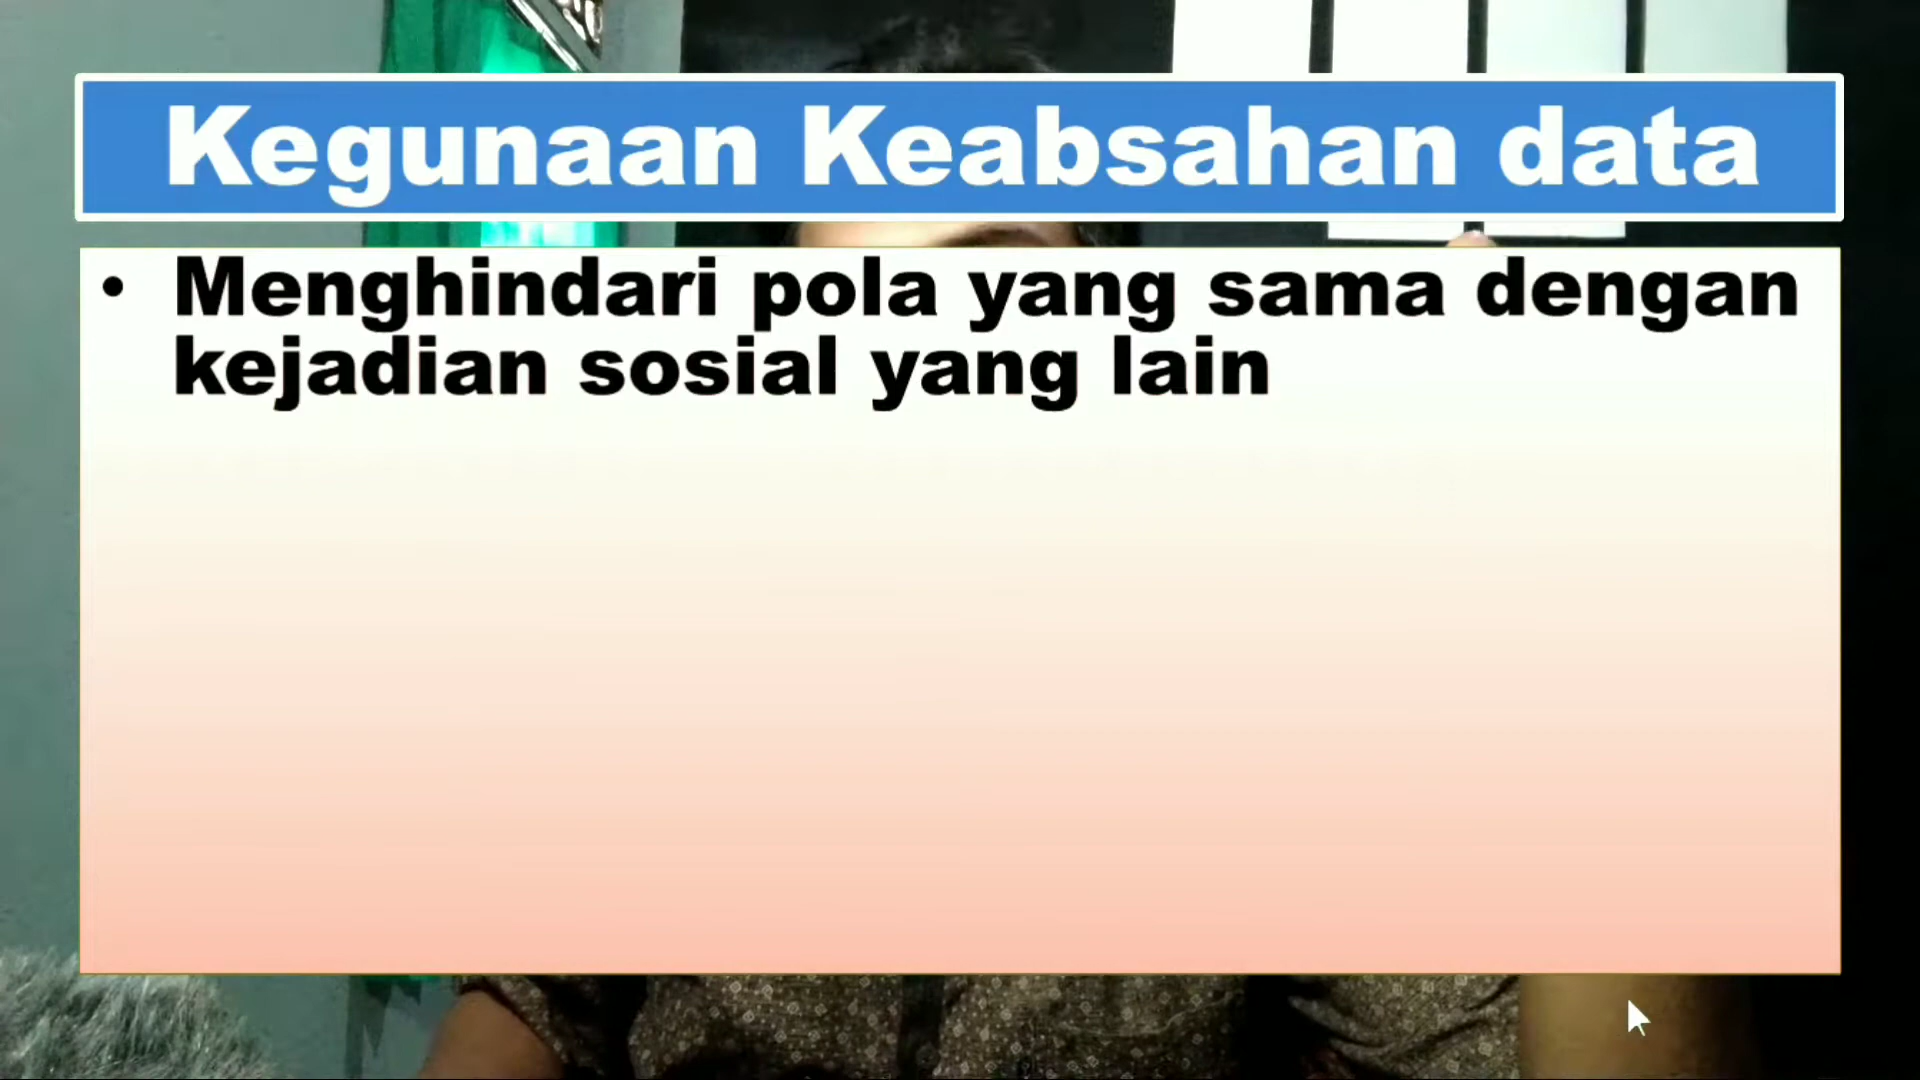 Kegunaan Keabsahan data
• Menghindari pola yang sama dengan
kejadian sosial yang lain